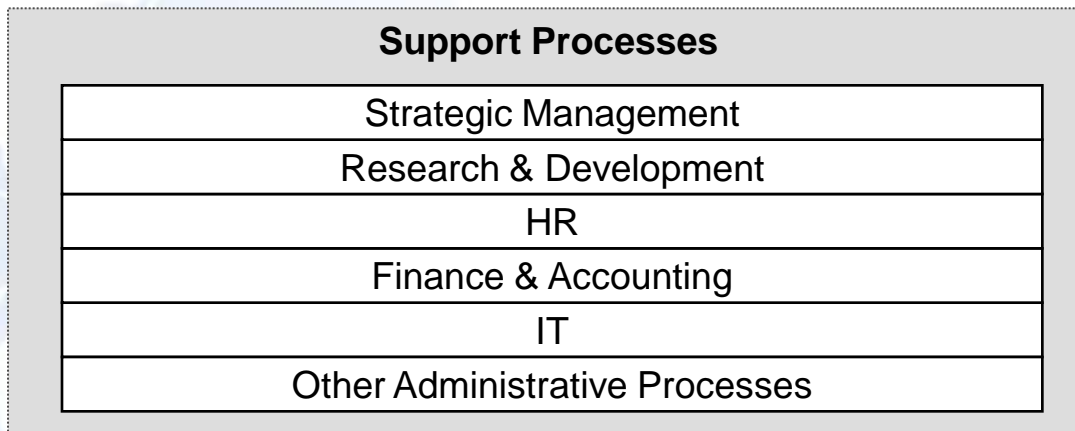 Support Processes
Strategic Management
Research & Development
HR
Finance & Accounting
IT
Other Administrative Processes